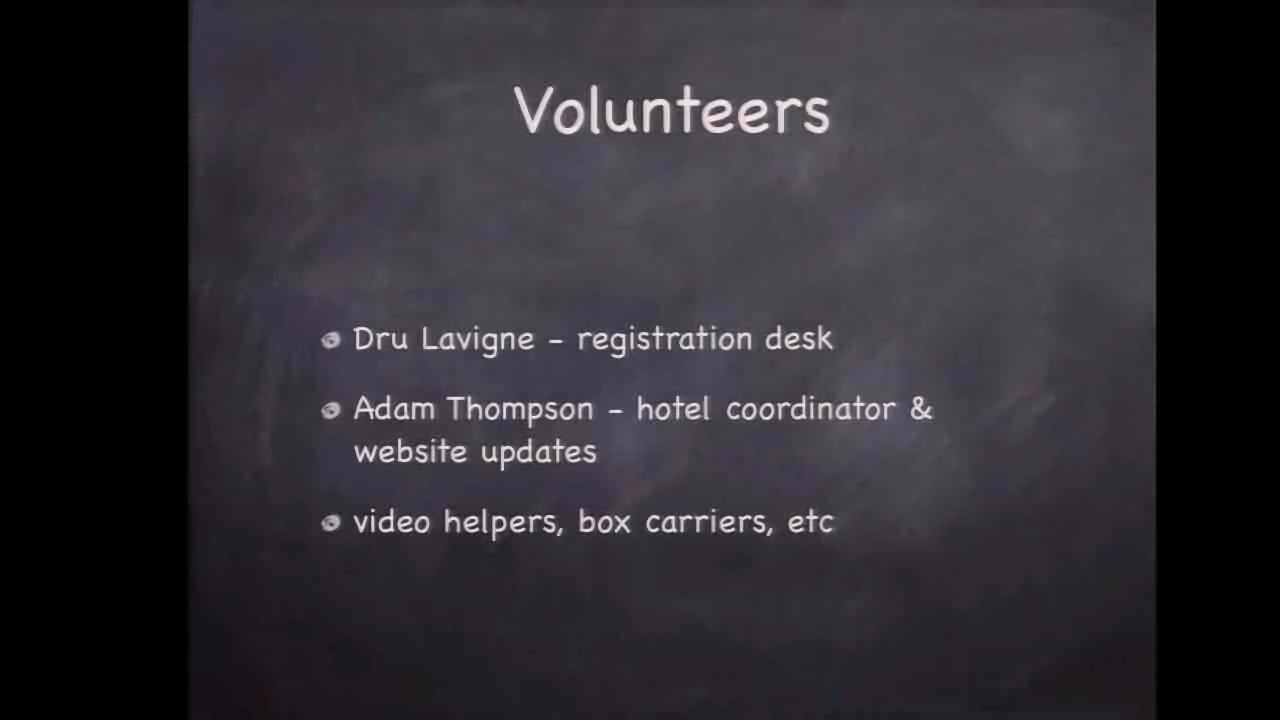 Volunteers
Dru Lavigne - registration desk
Adam Thompson - hotel coordinator &
website updates
video helpers, box carriers, etc